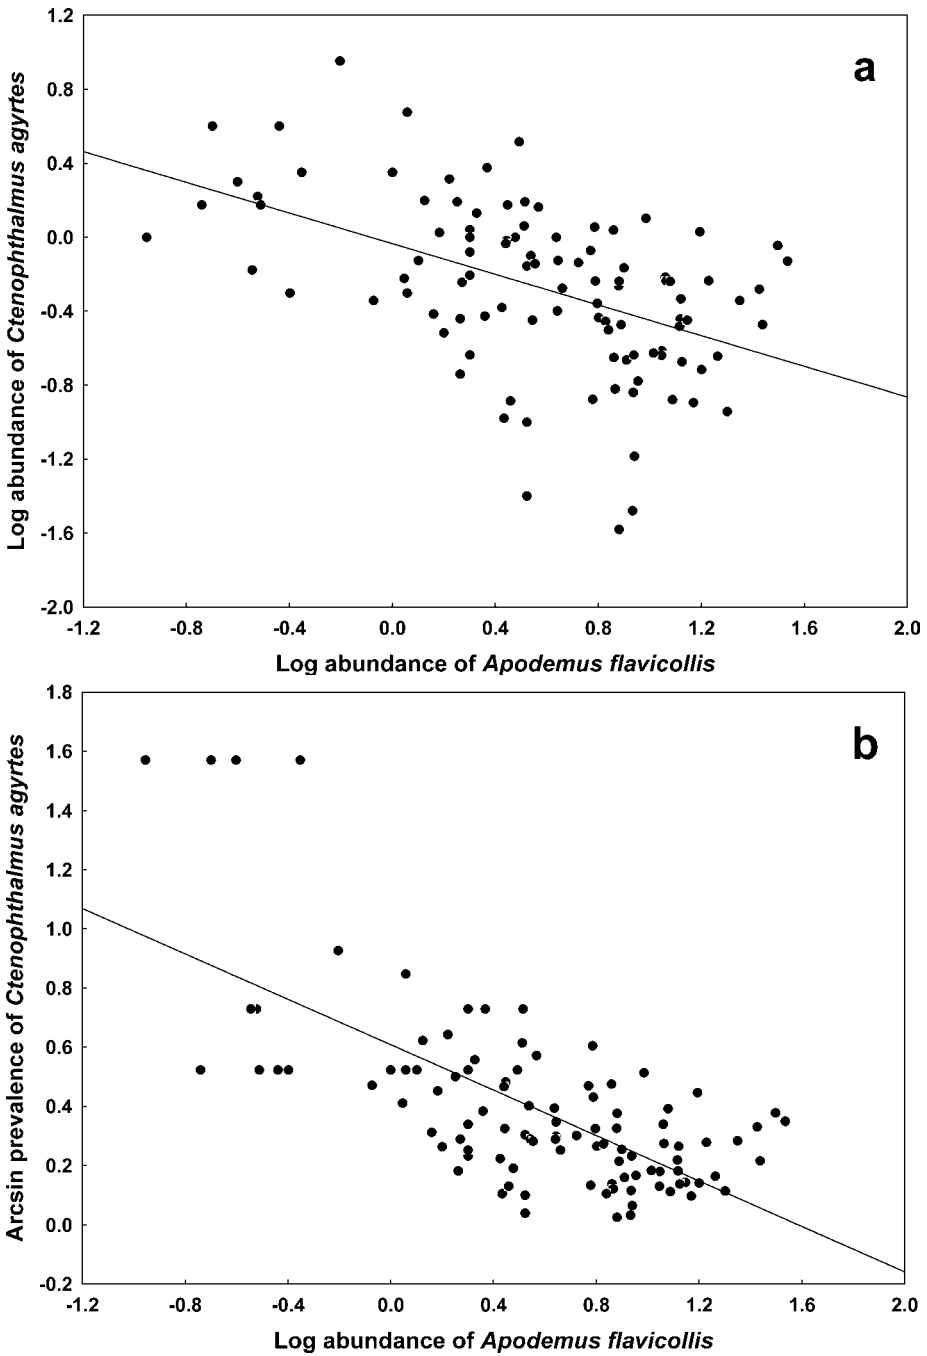 a
Log abundance of Ctenophthalmus agyrtes
1.2
0.8
0.4
0.0
-0.4
-0.8
-1.2
-1.6
-2.0
-1.2 -0.8 -0.4 0.0 0.4 0.8 1.2 1.6 2.0
Log abundance of Apodemus flavicollis
b
Arcsin prevalence of Ctenophthalmus agyrtes
1.8
1.6
1.4
1.2
1.0
0.8
0.6
0.4
0.2
0.0
-0.2
-1.2 -0.8 -0.4 0.0 0.4 0.8 1.2 1.6 2.0
Log abundance of Apodemus flavicollis